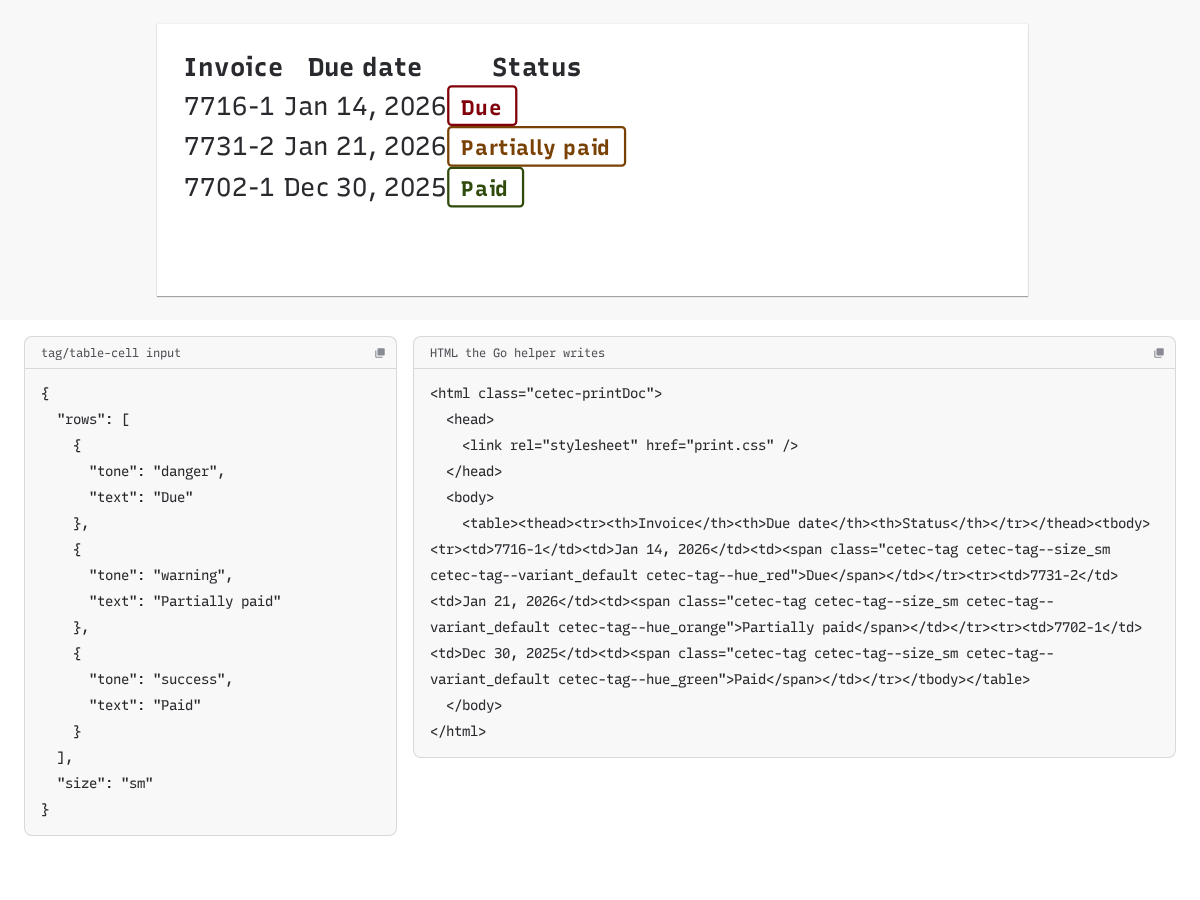 Invoice Due date Status
7716-1 Jan 14, 2026 Due
7731-2 Jan 21, 2026 Partially paid
7702-1 Dec 30, 2025 Paid
tag/table-cell input
{
  "rows": [
    {
      "tone": "danger",
      "text": "Due"
    },
    {
      "tone": "warning",
      "text": "Partially paid"
    },
    {
      "tone": "success",
      "text": "Paid"
    }
  ],
  "size": "sm"
}
HTML the Go helper writes
<html class="cetec-printDoc">
  <head>
    <link rel="stylesheet" href="print.css" />
  </head>
  <body>
    <table><thead><tr><th>Invoice</th><th>Due date</th><th>Status</th></tr></thead><tbody>
<tr><td>7716-1</td><td>Jan 14, 2026</td><td><span class="cetec-tag cetec-tag--size_sm
cetec-tag--variant_default cetec-tag--hue_red">Due</span></td></tr><tr><td>7731-2</td>
<td>Jan 21, 2026</td><td><span class="cetec-tag cetec-tag--size_sm cetec-tag--
variant_default cetec-tag--hue_orange">Partially paid</span></td></tr><tr><td>7702-1</td>
<td>Dec 30, 2025</td><td><span class="cetec-tag cetec-tag--size_sm cetec-tag--
variant_default cetec-tag--hue_green">Paid</span></td></tr></tbody></table>
  </body>
</html>